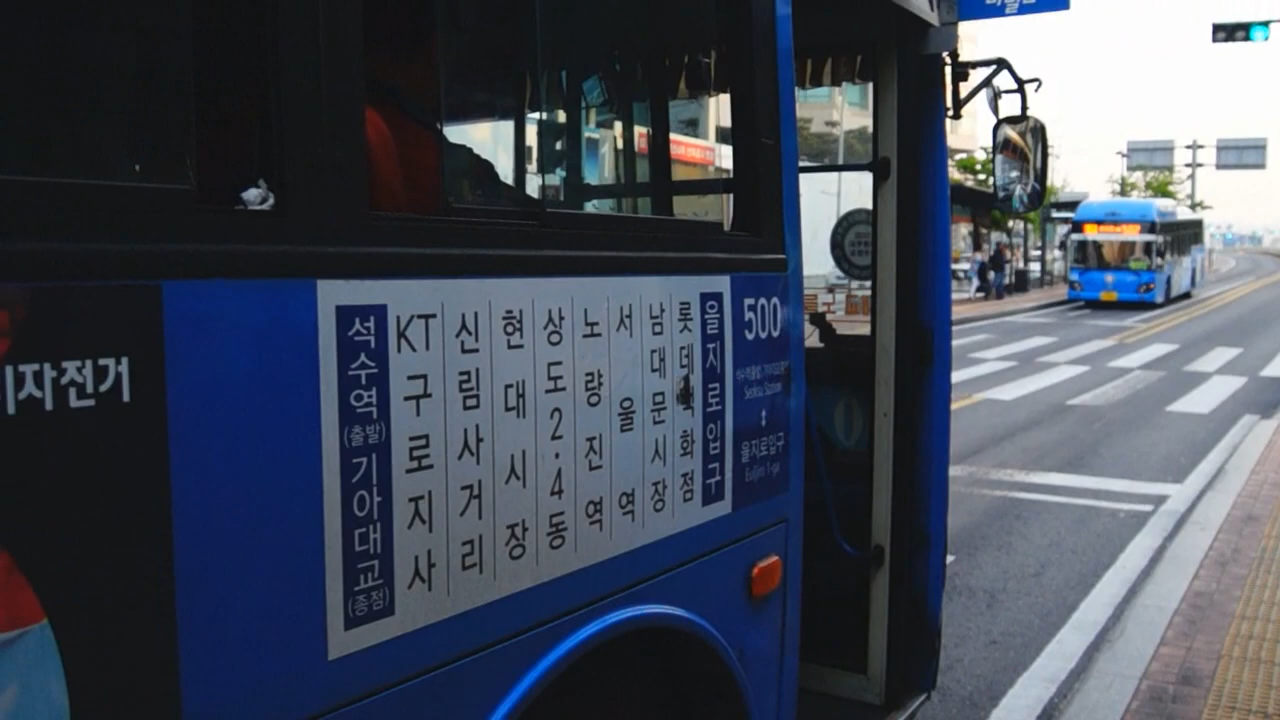 기자전거
석수역(출발) 기아대교(종점)
KT구로지사
신림사거리
현대시장
상도2·4동
노량진역
서울역
남대문시장
롯데백화점
을지로입구
500
Seoksu Station
↕
을지로입구
Euljiro 1-ga